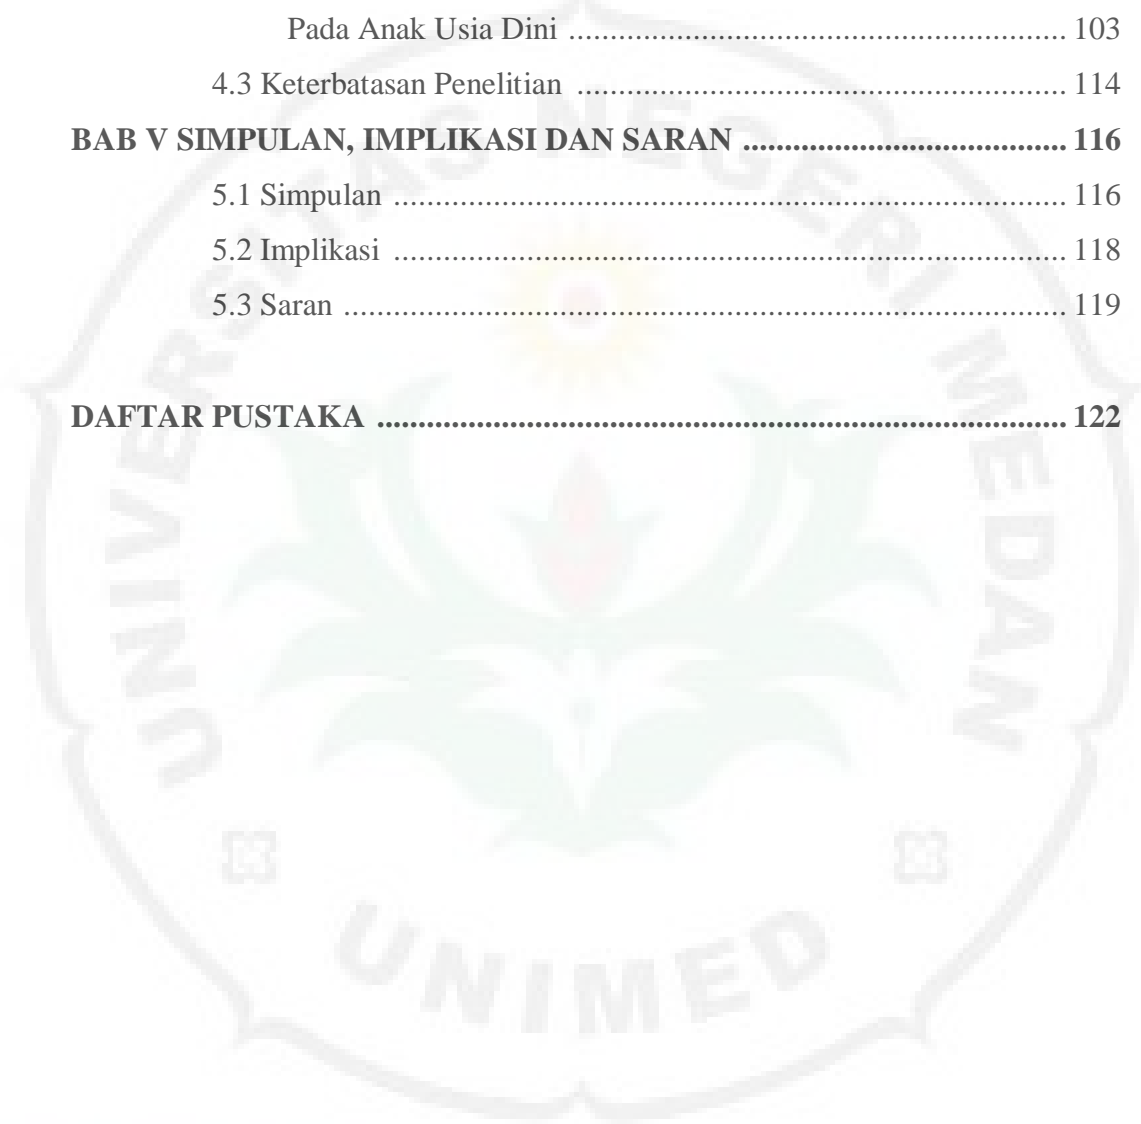 Pada Anak Usia Dini ............................................................... 103
4.3 Keterbatasan Penelitian .............................................................. 114
BAB V SIMPULAN, IMPLIKASI DAN SARAN ....................................... 116
5.1 Simpulan ..................................................................................... 116
5.2 Implikasi ..................................................................................... 118
5.3 Saran ........................................................................................... 119
DAFTAR PUSTAKA .................................................................................... 122
UNIVERSITAS NEGERI MEDAN
UNIMED